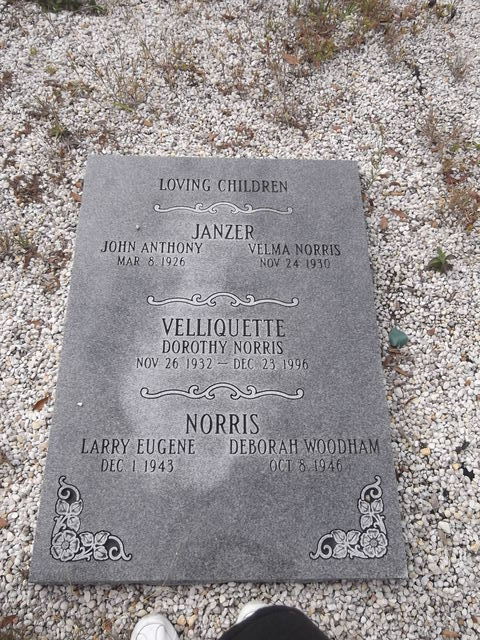 LOVING CHILDREN
JANZER
JOHN ANTHONY VELMA NORRIS
MAR 8, 1926 NOV 24 1930
VELLIQUETTE
DOROTHY NORRIS
NOV 26 1932 — DEC 23, 1996
NORRIS
LARRY EUGENE DEBORAH WOODHAM
DEC 1, 1943 OCT 8, 1946